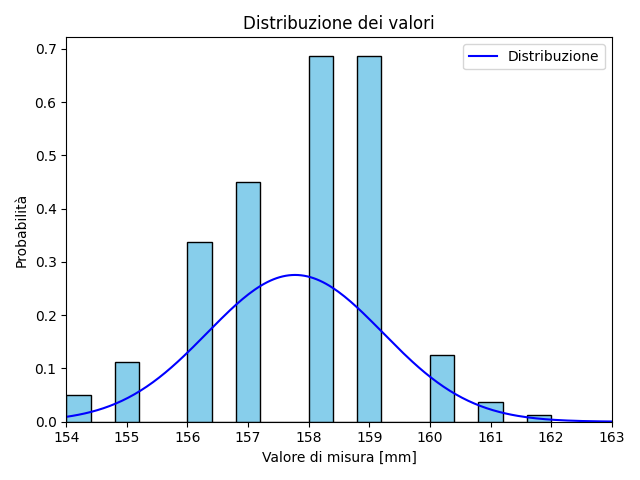 Distribuzione dei valori
Distribuzione
Probabilità
0.7
0.6
0.5
0.4
0.3
0.2
0.1
0.0
154 155 156 157 158 159 160 161 162 163
Valore di misura [mm]